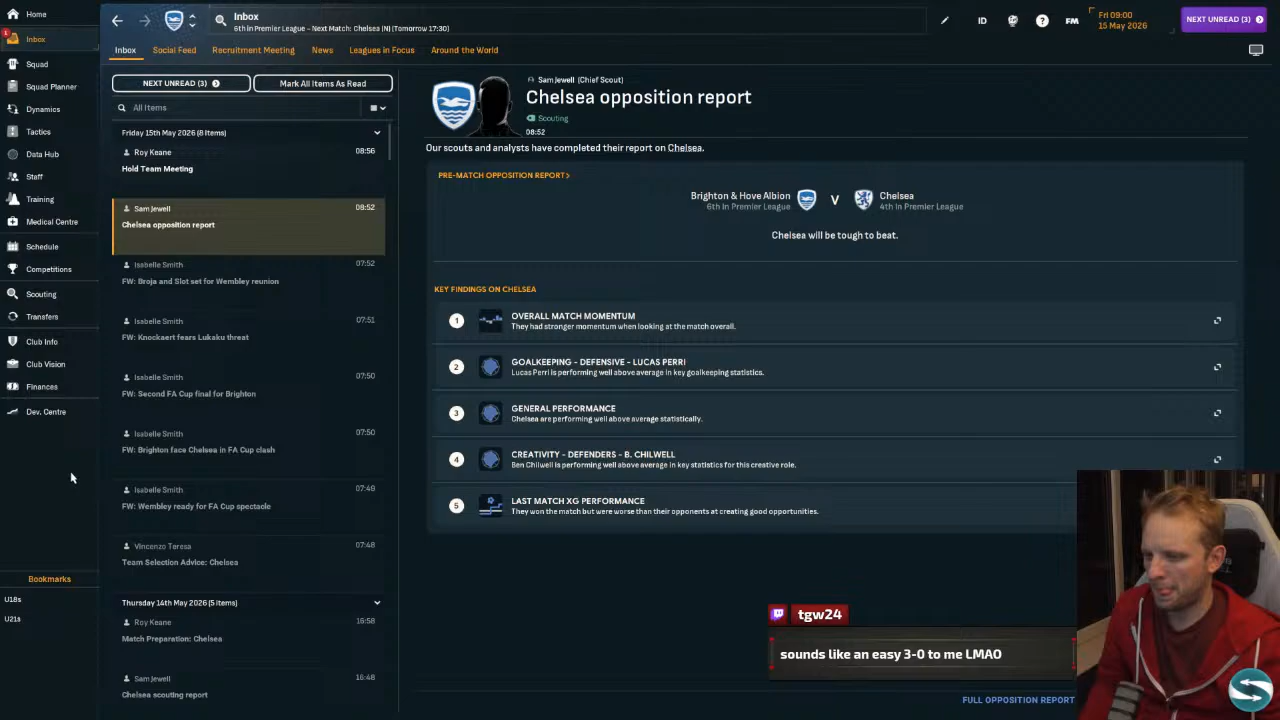 Home
1
Inbox
Squad
Squad Planner
Dynamics
Tactics
Data Hub
Staff
Training
Medical Centre
Schedule
Competitions
Scouting
Transfers
Club Info
Club Vision
Finances
Dev. Centre
Bookmarks
U18s
U21s
Inbox
6th in Premier League - Next Match: Chelsea (N) (Tomorrow 17:30)
ID
?
FM
Fri 09:00
15 May 2026
NEXT UNREAD (3)
Inbox
Social Feed
Recruitment Meeting
News
Leagues in Focus
Around the World
NEXT UNREAD (3)
Mark All Items As Read
All Items
Friday 15th May 2026 (8 Items)
Roy Keane 08:56
Hold Team Meeting
Sam Jewell 08:52
Chelsea opposition report
Isabelle Smith 07:52
FW: Broja and Slot set for Wembley reunion
Isabelle Smith 07:51
FW: Knockaert fears Lukaku threat
Isabelle Smith 07:50
FW: Second FA Cup final for Brighton
Isabelle Smith 07:50
FW: Brighton face Chelsea in FA Cup clash
Isabelle Smith 07:49
FW: Wembley ready for FA Cup spectacle
Vincenzo Teresa 07:48
Team Selection Advice: Chelsea
Thursday 14th May 2026 (5 Items)
Roy Keane 16:58
Match Preparation: Chelsea
Sam Jewell 16:48
Chelsea scouting report
Sam Jewell (Chief Scout)
Chelsea opposition report
Scouting
08:52
Our scouts and analysts have completed their report on Chelsea.
PRE-MATCH OPPOSITION REPORT>
Brighton & Hove Albion
6th in Premier League
V
Chelsea
4th in Premier League
Chelsea will be tough to beat.
KEY FINDINGS ON CHELSEA
1
OVERALL MATCH MOMENTUM
They had stronger momentum when looking at the match overall.
2
GOALKEEPING - DEFENSIVE - LUCAS PERRI
Lucas Perri is performing well above average in key goalkeeping statistics.
3
GENERAL PERFORMANCE
Chelsea are performing well above average statistically.
4
CREATIVITY - DEFENDERS - B. CHILWELL
Ben Chilwell is performing well above average in key statistics for this creative role.
5
LAST MATCH XG PERFORMANCE
They won the match but were worse than their opponents at creating good opportunities.
tgw24
sounds like an easy 3-0 to me LMAO
FULL OPPOSITION REPORT